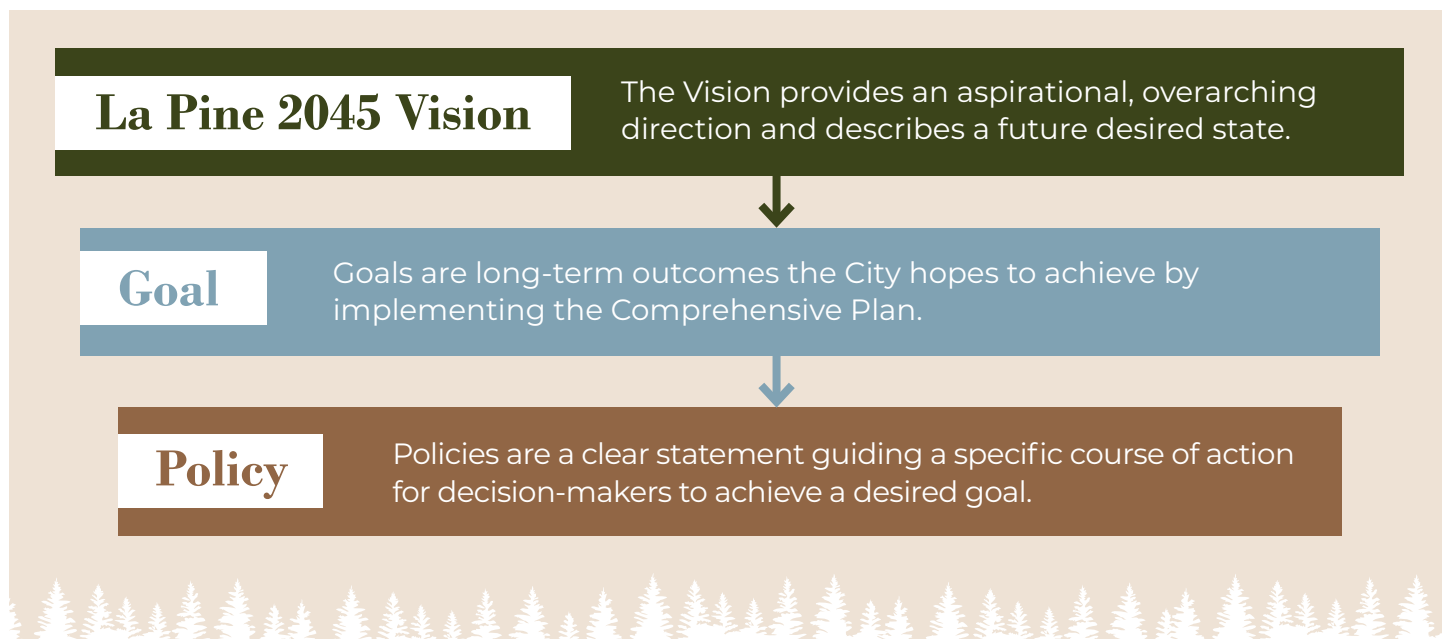 La Pine 2045 Vision
The Vision provides an aspirational, overarching
direction and describes a future desired state.
Goal
Goals are long-term outcomes the City hopes to achieve by
implementing the Comprehensive Plan.
Policy
Policies are a clear statement guiding a specific course of action
for decision-makers to achieve a desired goal.